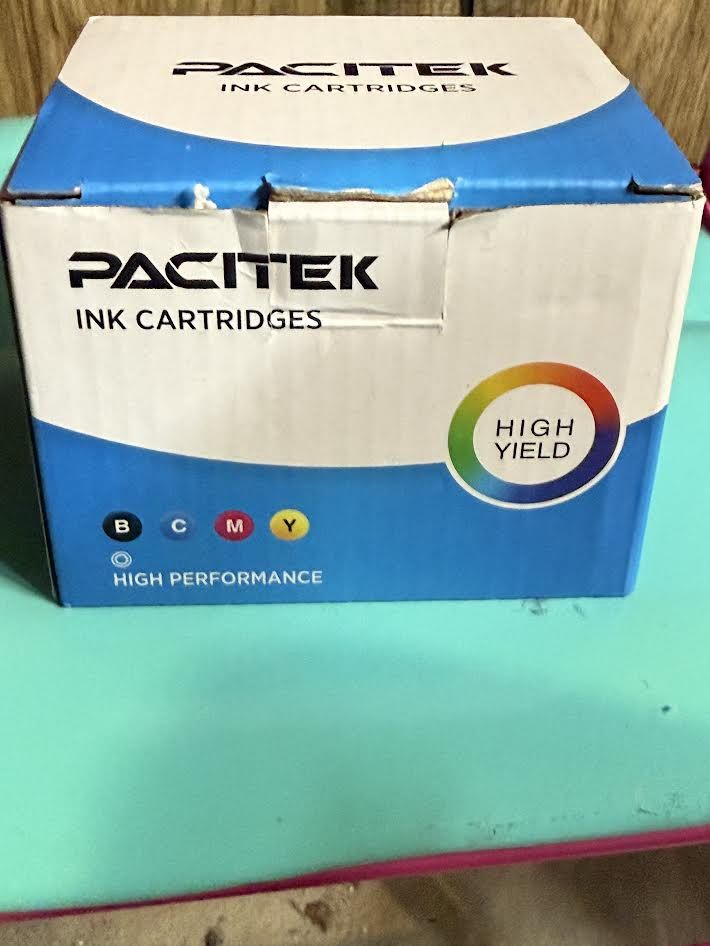 PACITEK
INK CARTRIDGES
PACITEK
INK CARTRIDGES
HIGH
YIELD
B C M Y
HIGH PERFORMANCE